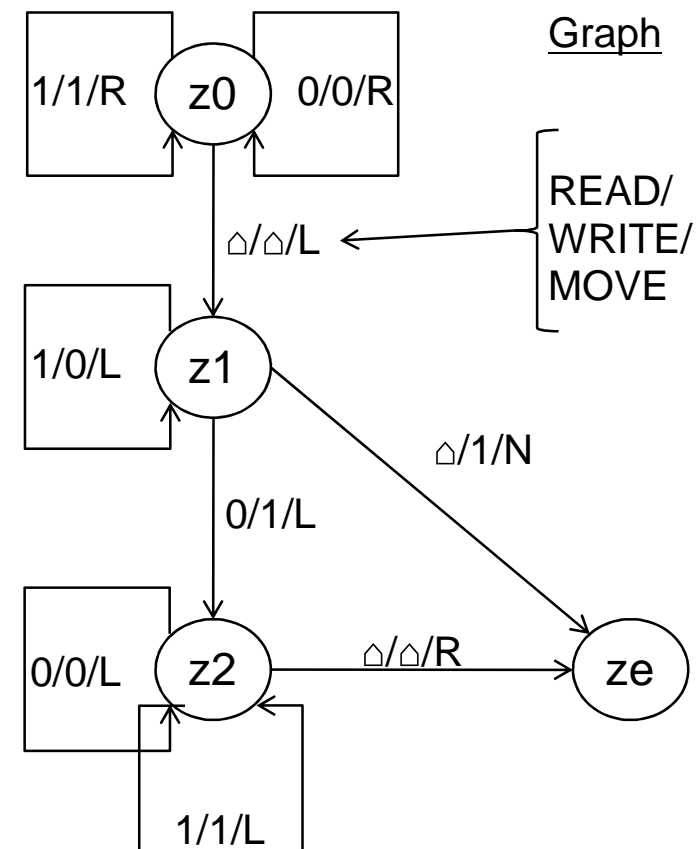 Graph
1/1/R
z0
0/0/R
READ/
WRITE/
MOVE
⌂/⌂/L
1/0/L
z1
⌂/1/N
0/1/L
0/0/L
z2
⌂/⌂/R
ze
1/1/L